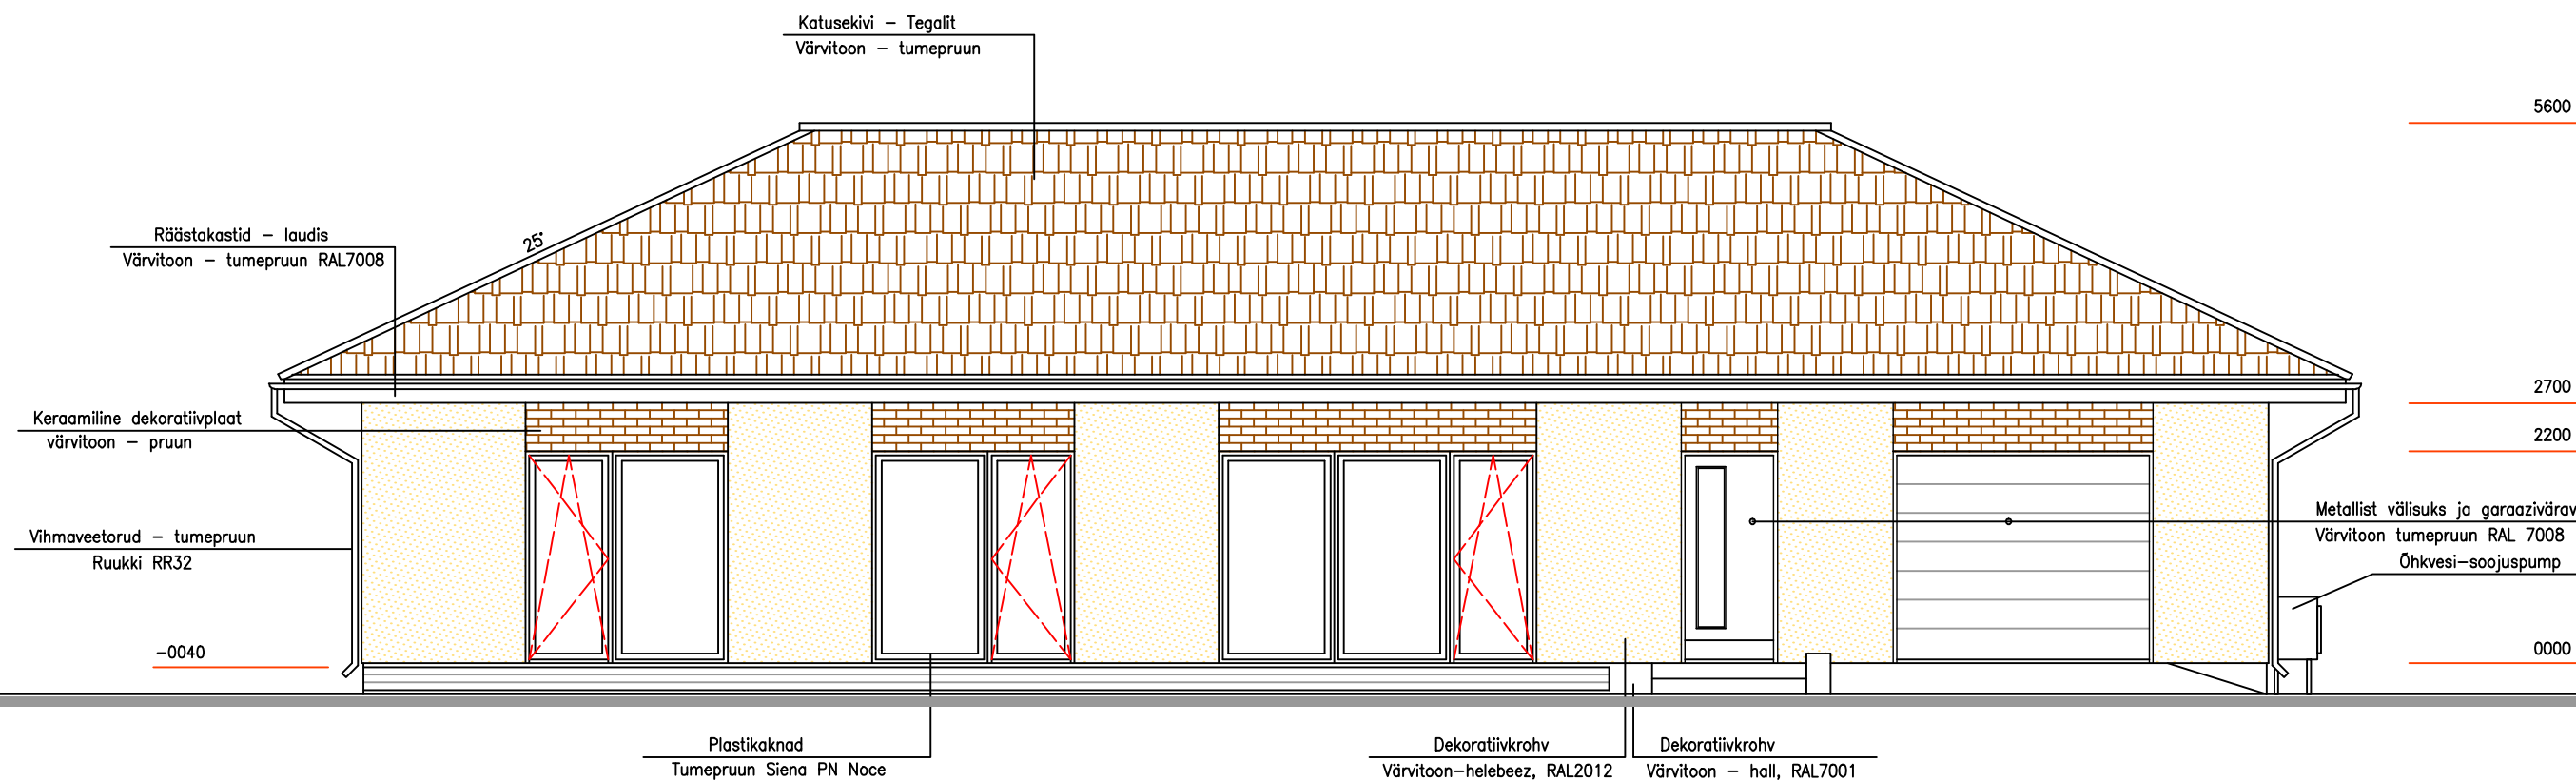 Katusekivi – Tegalit
Värvitoon – tumepruun
5600
25°
Räästakastid – laudis
Värvitoon – tumepruun RAL7008
2700
Keraamiline dekoratiivplaat
värvitoon – pruun
2200
Metallist välisuks ja garaazivärav
Värvitoon tumepruun RAL 7008
Vihmaveetorud – tumepruun
Ruukki RR32
Õhkvesi–soojuspump
–0040
0000
Plastikaknad
Tumepruun Siena PN Noce
Dekoratiivkrohv
Värvitoon–helebeez, RAL2012
Dekoratiivkrohv
Värvitoon – hall, RAL7001